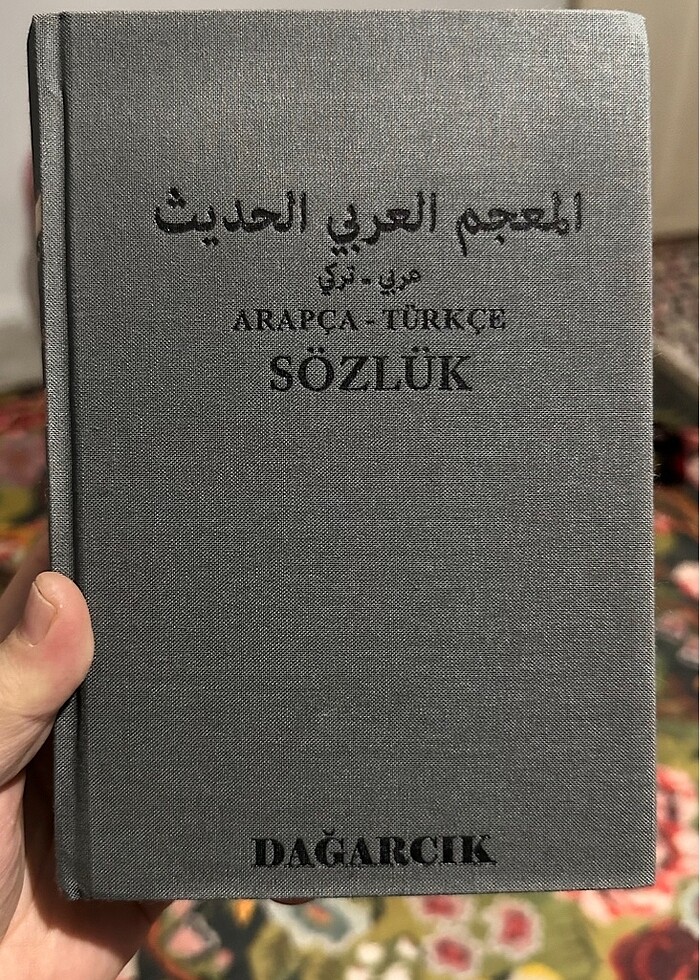 المعجم العربي الحديث
عربي - تركي
ARAPÇA - TÜRKÇE
SÖZLÜK
DAĞARCIK